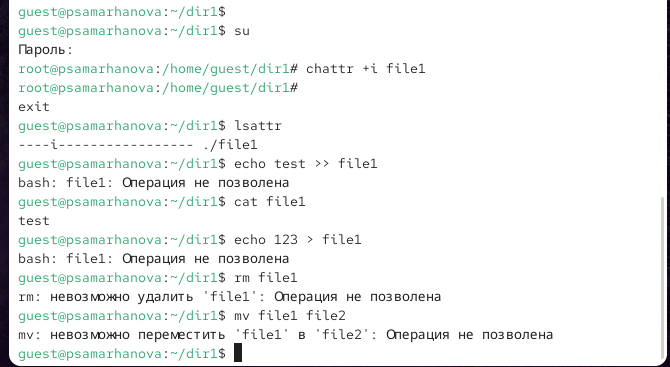 guest@psamarhanova:~/dir1$
guest@psamarhanova:~/dir1$ su
Пароль:
root@psamarhanova:/home/guest/dir1# chattr +i file1
root@psamarhanova:/home/guest/dir1#
exit
guest@psamarhanova:~/dir1$ lsattr
----i----------------- ./file1
guest@psamarhanova:~/dir1$ echo test >> file1
bash: file1: Операция не позволена
guest@psamarhanova:~/dir1$ cat file1
test
guest@psamarhanova:~/dir1$ echo 123 > file1
bash: file1: Операция не позволена
guest@psamarhanova:~/dir1$ rm file1
rm: невозможно удалить 'file1': Операция не позволена
guest@psamarhanova:~/dir1$ mv file1 file2
mv: невозможно переместить 'file1' в 'file2': Операция не позволена
guest@psamarhanova:~/dir1$